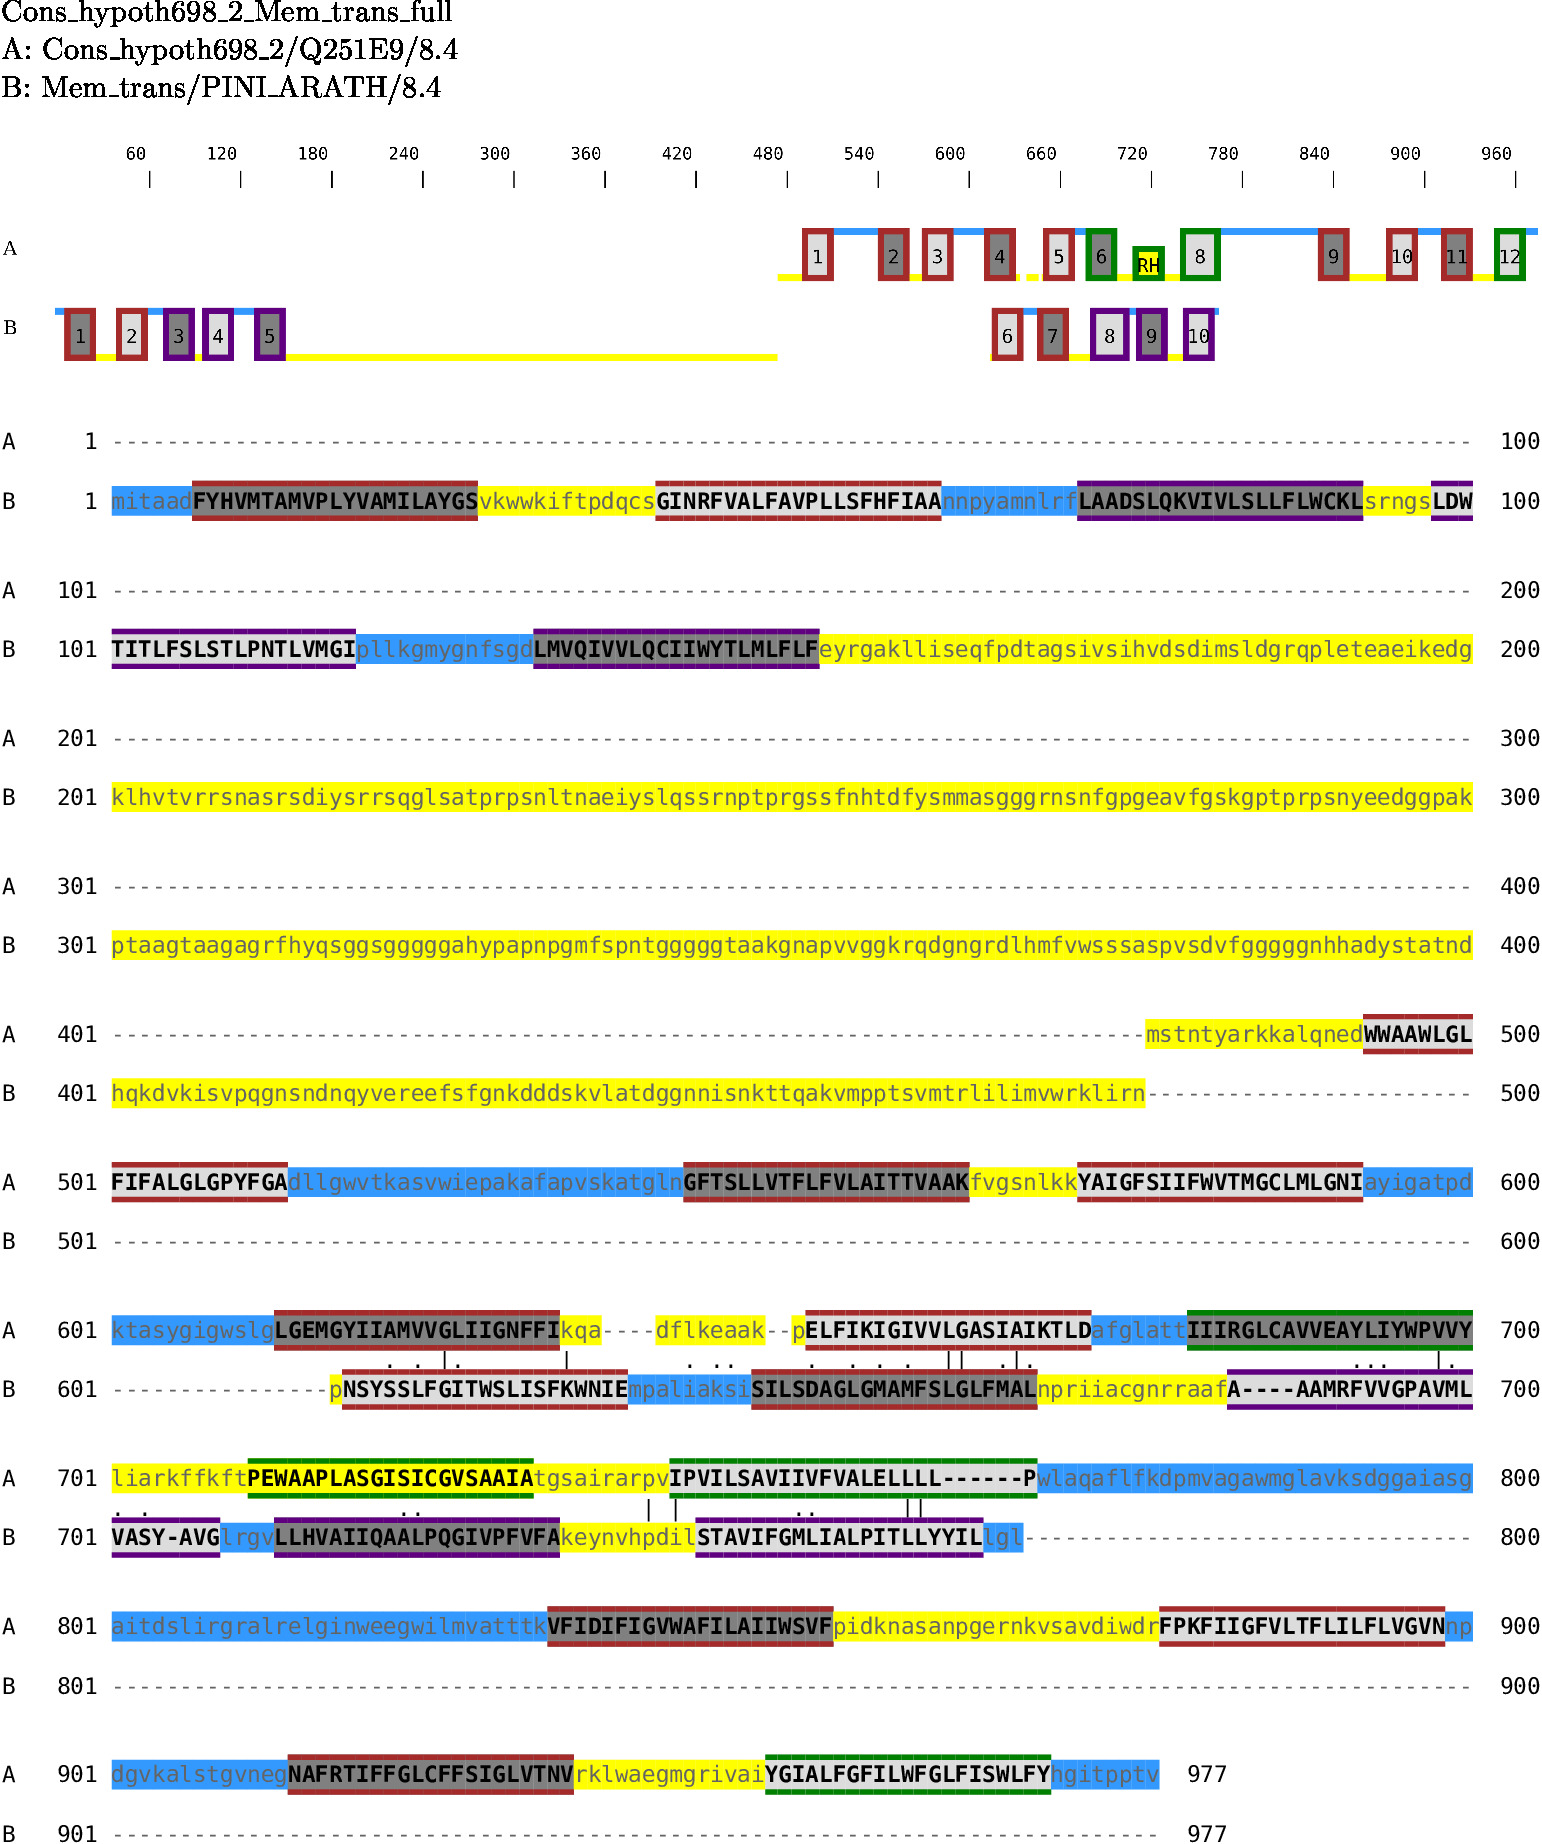 Cons_hypoth698_2_Mem_trans_full
A: Cons_hypoth698_2/Q251E9/8.4
B: Mem_trans/PINI_ARATH/8.4
60 120 180 240 300 360 420 480 540 600 660 720 780 840 900 960
A 1 2 3 4 5 6 RH 8 9 10 11 12
B 1 2 3 4 5 6 7 8 9 10
A 1 ---------------------------------------------------------------------------------------------------- 100
B 1 mitaadFYHVMTAMVPLYVAMILAYGSvkwwkiftpdqcsGINRFVALFAVPLLSFHFIAAnnpyamnlrfLAADSLQKVIVLSLLFLWCKLsrngsLDW 100
A 101 ---------------------------------------------------------------------------------------------------- 200
B 101 TITLFSLSTLPNTLVMGIpllkgmygnfsgdLMVQIVVLQCIIWYTLMLFLFeyrgakllliseqfpdtagsivsihvdsdimsldgrqpleteaeikedg 200
A 201 ---------------------------------------------------------------------------------------------------- 300
B 201 klhvtvrrsnasrsdiysrrsqglsatprpsnltnaeiyslqssrnptprgssfnhtdfysmmasgggrnsnfgpgeavfgskgptprpsnyeedggpak 300
A 301 ---------------------------------------------------------------------------------------------------- 400
B 301 ptaagtaagagrfhyqsggsgggggahypapnpgmfspntgggggtaakgnapvvggkrqdgngrdlhmfvwsssaspvsdvfgggggnhhadystatnd 400
A 401 ----------------------------------------------------------------------------mstntyarkkalqnedWWAAWLGL 500
B 401 hqkdvkisvpqgnsndnqyvereefsfgnkdddskvlatdggnnisnkttqakvmpptsvmtrlilimvwrklirn------------------------ 500
A 501 FIFALGLGPYFGAdllgwvtkasvwiepakafapvskatglnGFTSLLVTFLFVLAITTVAAKfvgsnlkkYAIGFSIIFWVTMGCLMLGNIayigatpd 600
B 501 ---------------------------------------------------------------------------------------------------- 600
A 601 ktasygigwslgLGEMGYIIAMVVGLIIGNFFIkqa----dflkeaak--pELFIKIGIVVLGASIAIKTLDafglattIIIRGLCAVVEAYLIYWPVVY 700
B 601 ----------------pNSYSSLFGITWSLISFKWNIEmpaliaksiSILSDAGLGMAMFSLGLFMALnpriiacgnrraafA----AAMRFVVGPAVML 700
A 701 liarkffkftPEWAAPLASGISICGVSAAIAtgsairarpvIPVILSAVIIVFVALELLLL------Pwlaqaflfkdpmvagawmglavksdggaiasg 800
B 701 VASY-AVGlrgvLLHVAIIQAALPQGIVPFVFAkeynvhpdilSTAVIFGMLIALPITLLYYILlgl--------------------------------- 800
A 801 aitdslirgralrelginweegwilmvatttkVFIDIFIGVWAFILAIIWSVFpidknasanpgernkvsavdiwdrFPKFIIGFVLTFLILFLVGVNnp 900
B 801 ---------------------------------------------------------------------------------------------------- 900
A 901 dgvkalstgvnegNAFRTIFFGLCFFSIGLVTNVrklwaegmgrivaiYGIALFGFILWFGLFISWLFYhgitpptv 977
B 901 ----------------------------------------------------------------------------- 977